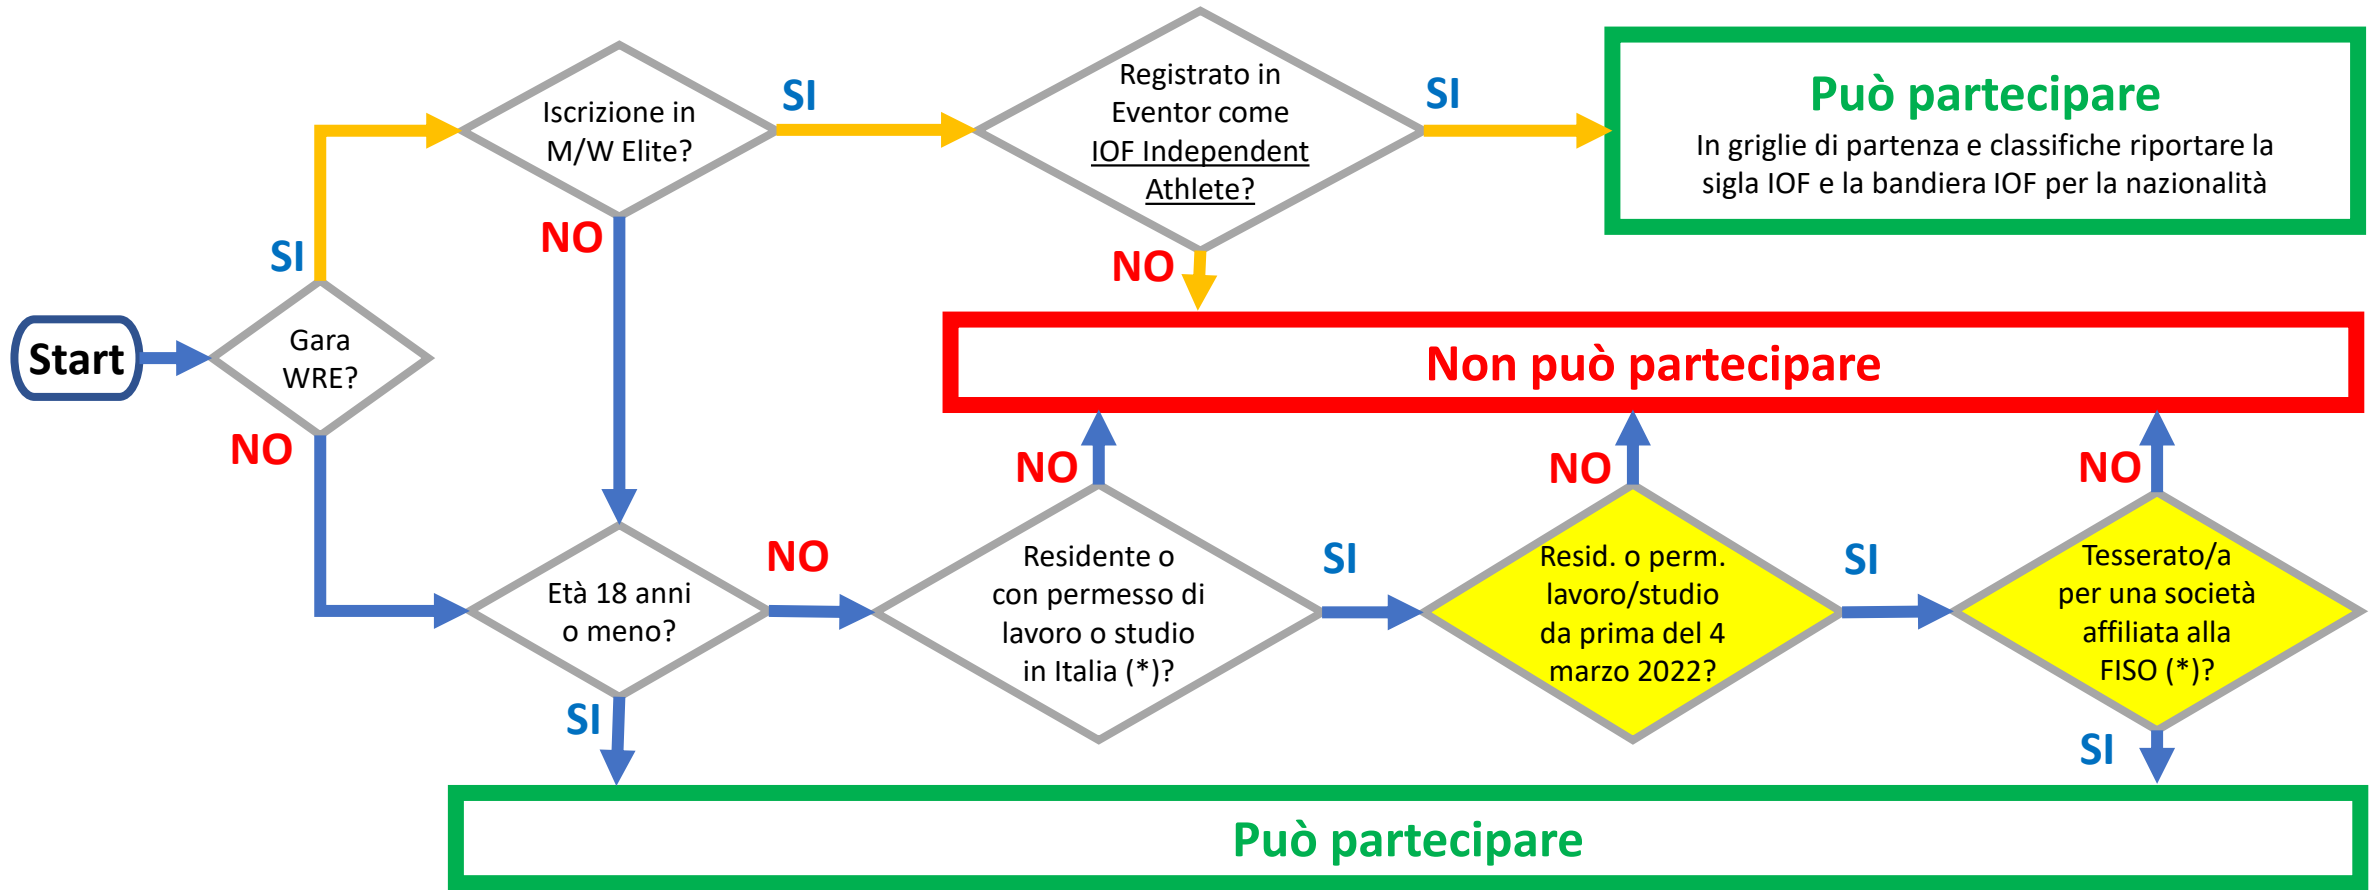 Start
Gara
WRE?
SI
NO
Iscrizione in
M/W Elite?
SI
NO
Registrato in
Eventor come
IOF Independent
Athlete?
SI
NO
Può partecipare
In griglie di partenza e classifiche riportare la
sigla IOF e la bandiera IOF per la nazionalità
Non può partecipare
Età 18 anni
o meno?
NO
SI
Residente o
con permesso di
lavoro o studio
in Italia (*)?
NO
SI
Resid. o perm.
lavoro/studio
da prima del 4
marzo 2022?
NO
SI
Tesserato/a
per una società
affiliata alla
FISO (*)?
NO
SI
Può partecipare